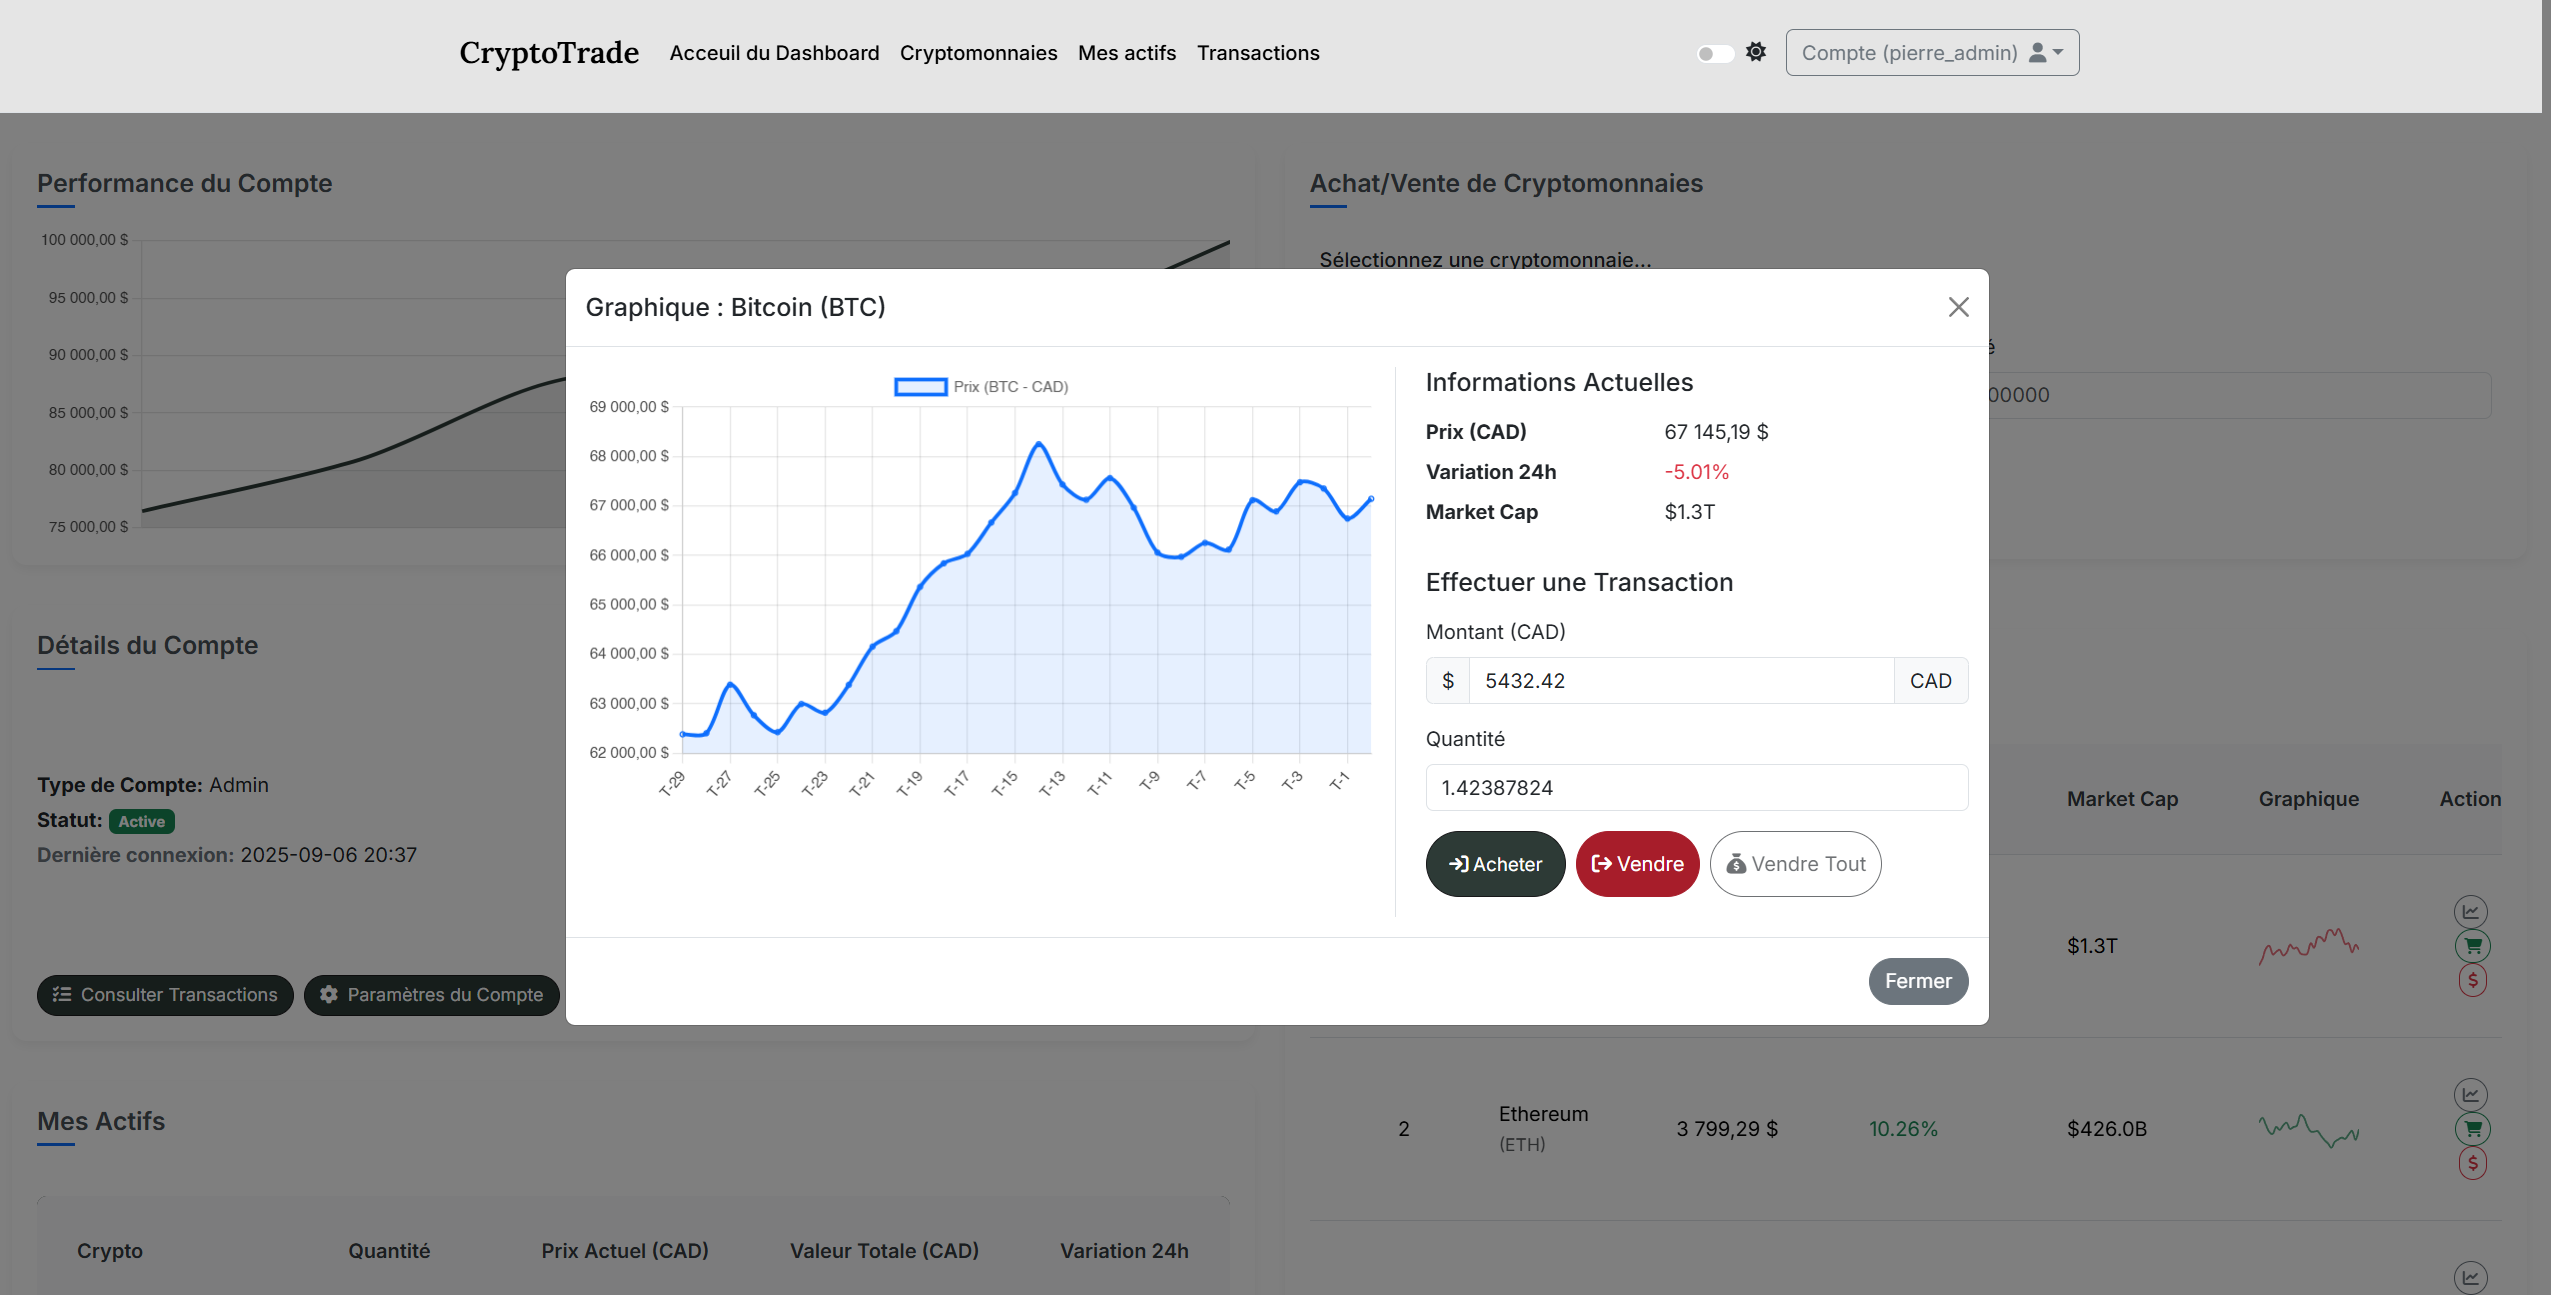 CryptoTrade Acceuil du Dashboard Cryptomonnaies Mes actifs Transactions Compte (pierre_admin)
Performance du Compte
100 000,00 $
95 000,00 $
90 000,00 $
85 000,00 $
80 000,00 $
75 000,00 $
Achat/Vente de Cryptomonnaies
Sélectionnez une cryptomonnaie...
é
00000
Graphique : Bitcoin (BTC)
Prix (BTC - CAD)
69 000,00 $
68 000,00 $
67 000,00 $
66 000,00 $
65 000,00 $
64 000,00 $
63 000,00 $
62 000,00 $
T-29 T-27 T-25 T-23 T-21 T-19 T-17 T-15 T-13 T-11 T-9 T-7 T-5 T-3 T-1
Informations Actuelles
Prix (CAD) 67 145,19 $
Variation 24h -5.01%
Market Cap $1.3T
Effectuer une Transaction
Montant (CAD)
$ 5432.42 CAD
Quantité
1.42387824
Acheter Vendre Vendre Tout
Fermer
Détails du Compte
Type de Compte: Admin
Statut: Active
Dernière connexion: 2025-09-06 20:37
Consulter Transactions Paramètres du Compte
Market Cap Graphique Action
$1.3T
$
2 Ethereum (ETH) 3 799,29 $ 10.26% $426.0B
$
Mes Actifs
Crypto Quantité Prix Actuel (CAD) Valeur Totale (CAD) Variation 24h